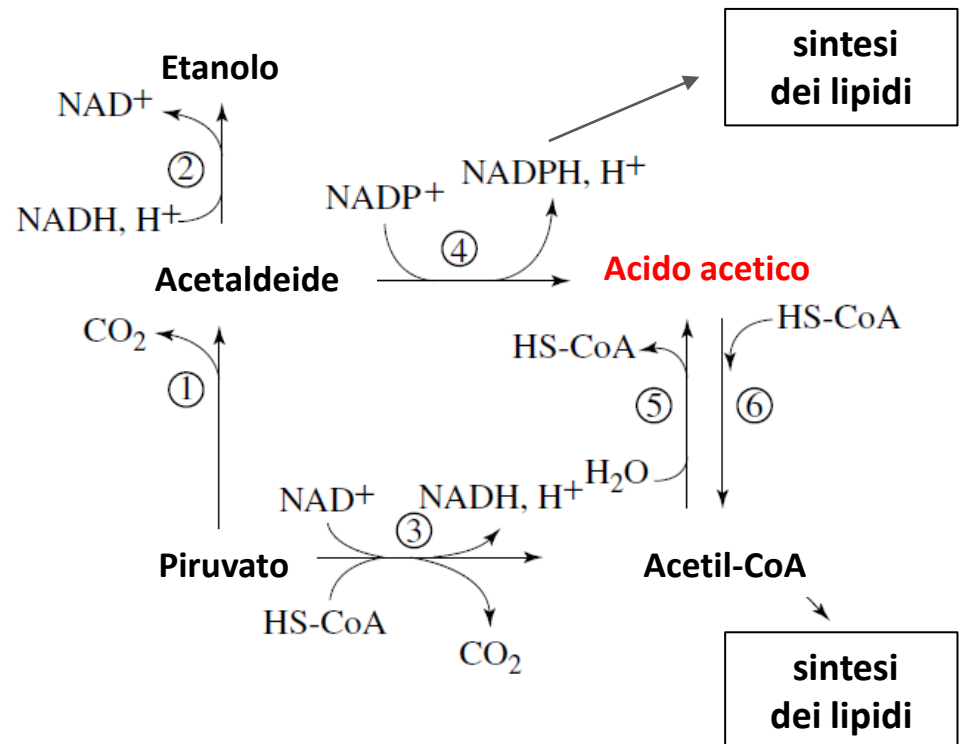 sintesi
dei lipidi
Etanolo
NAD+
②
NADH, H+
NADP+
NADPH, H+
④
Acetaldeide
Acido acetico
CO2
HS-CoA
HS-CoA
①
⑤
⑥
H2O
NAD+
NADH, H+
③
Piruvato
Acetil-CoA
HS-CoA
CO2
sintesi
dei lipidi